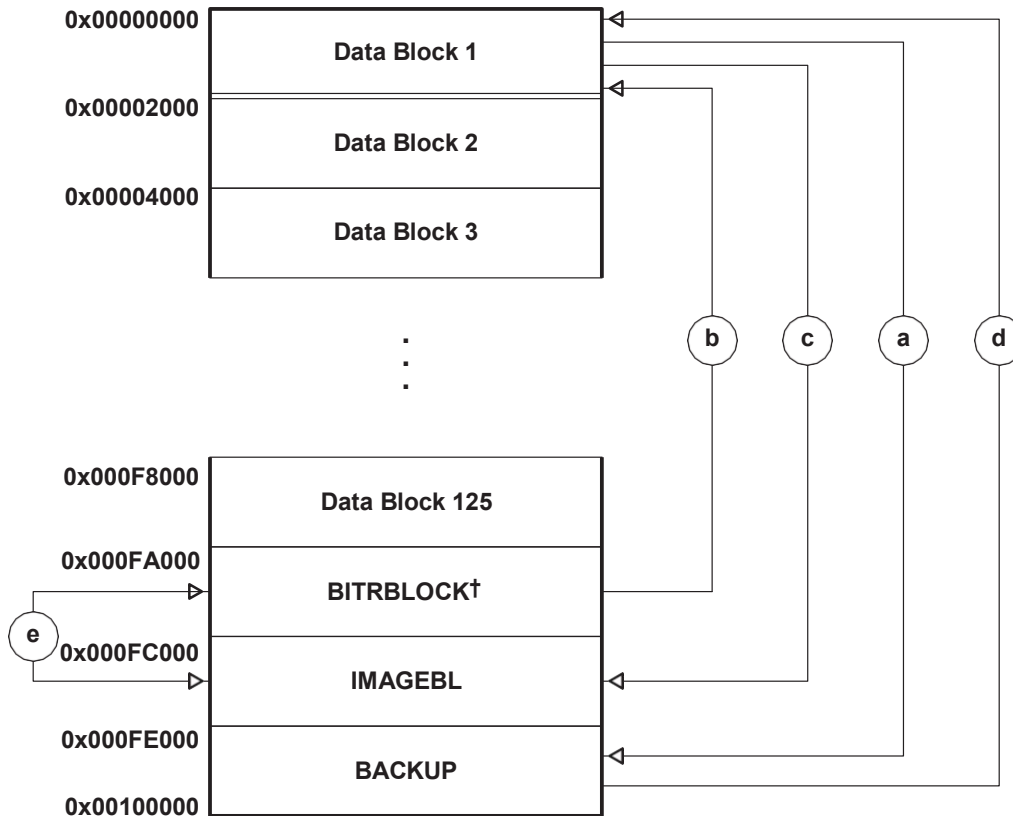 0x00000000
Data Block 1
0x00002000
Data Block 2
0x00004000
Data Block 3
b
c
a
d
.
.
.
0x000F8000
Data Block 125
0x000FA000
BITRBLOCK†
e
0x000FC000
IMAGEBL
0x000FE000
BACKUP
0x00100000